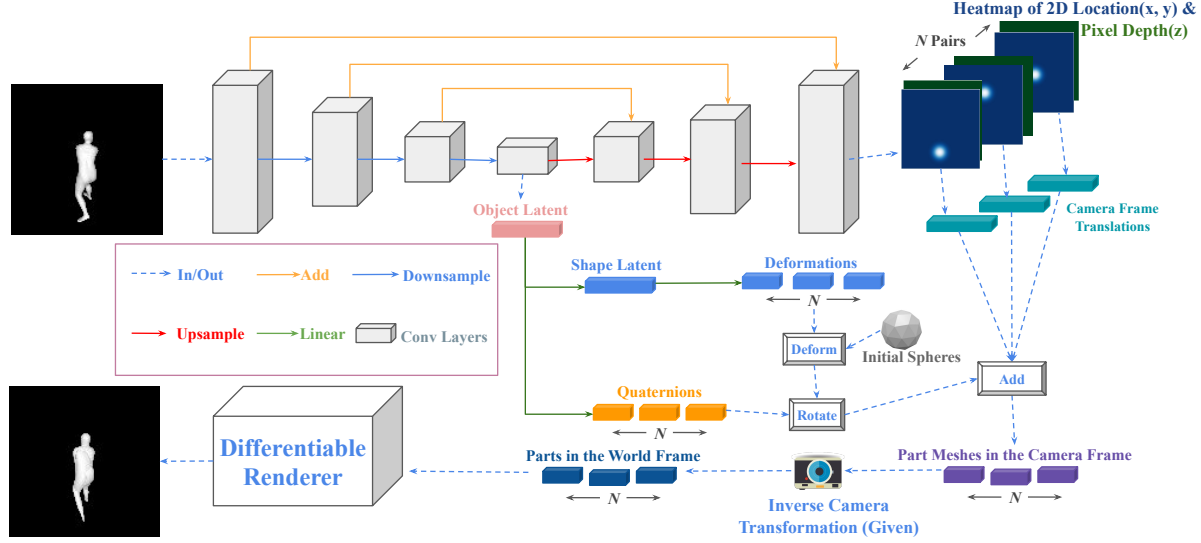 Heatmap of 2D Location(x, y) &
Pixel Depth(z)
N Pairs
Object Latent
Camera Frame
Translations
In/Out
Add
Downsample
Upsample
Linear
Conv Layers
Shape Latent
Deformations
N
Deform
Initial Spheres
Quaternions
N
Rotate
Add
Differentiable
Renderer
Parts in the World Frame
N
Inverse Camera
Transformation (Given)
Part Meshes in the Camera Frame
N